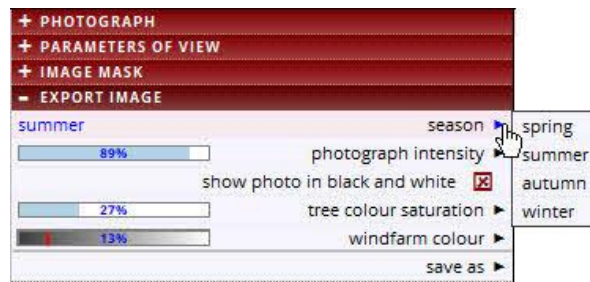 + PHOTOGRAPH
+ PARAMETERS OF VIEW
+ IMAGE MASK
- EXPORT IMAGE
summer season ► spring
89% photograph intensity ► summer
show photo in black and white autumn
27% tree colour saturation ► winter
13% windfarm colour ►
save as ►